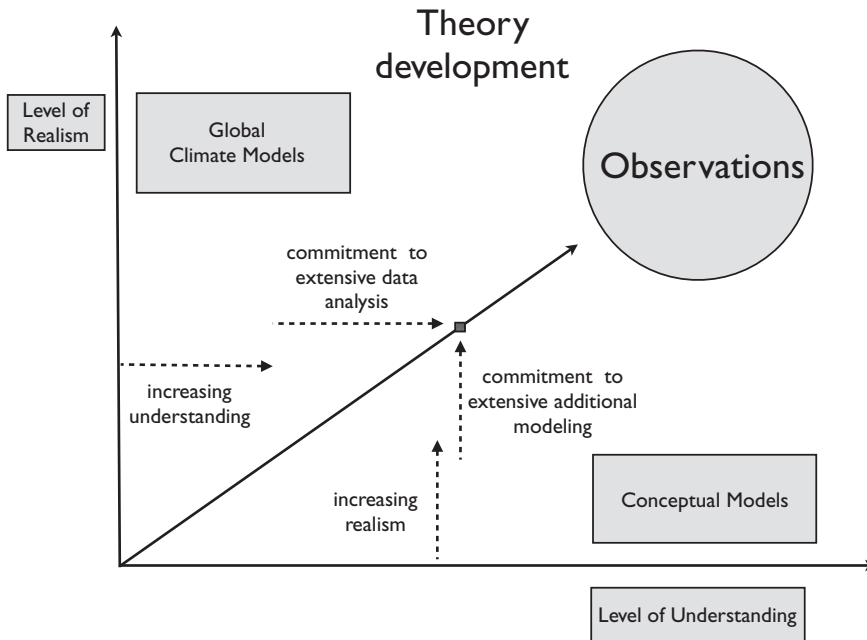 Theory
development
Level of
Realism
Global
Climate Models
Observations
commitment to
extensive data
analysis
increasing
understanding
commitment to
extensive additional
modeling
increasing
realism
Conceptual Models
Level of Understanding